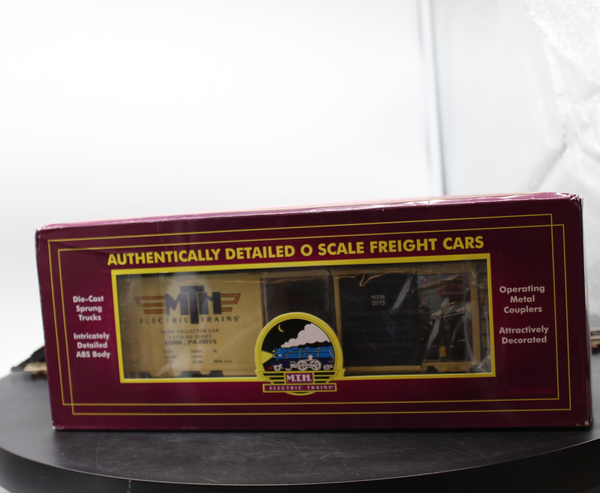 AUTHENTICALLY DETAILED O SCALE FREIGHT CARS
Die-Cast
Sprung
Trucks
Intricately
Detailed
ABS Body
MTH
ELECTRIC TRAINS
YORK, PA
2015
Operating
Metal
Couplers
Attractively
Decorated
M.T.H.
ELECTRIC TRAINS